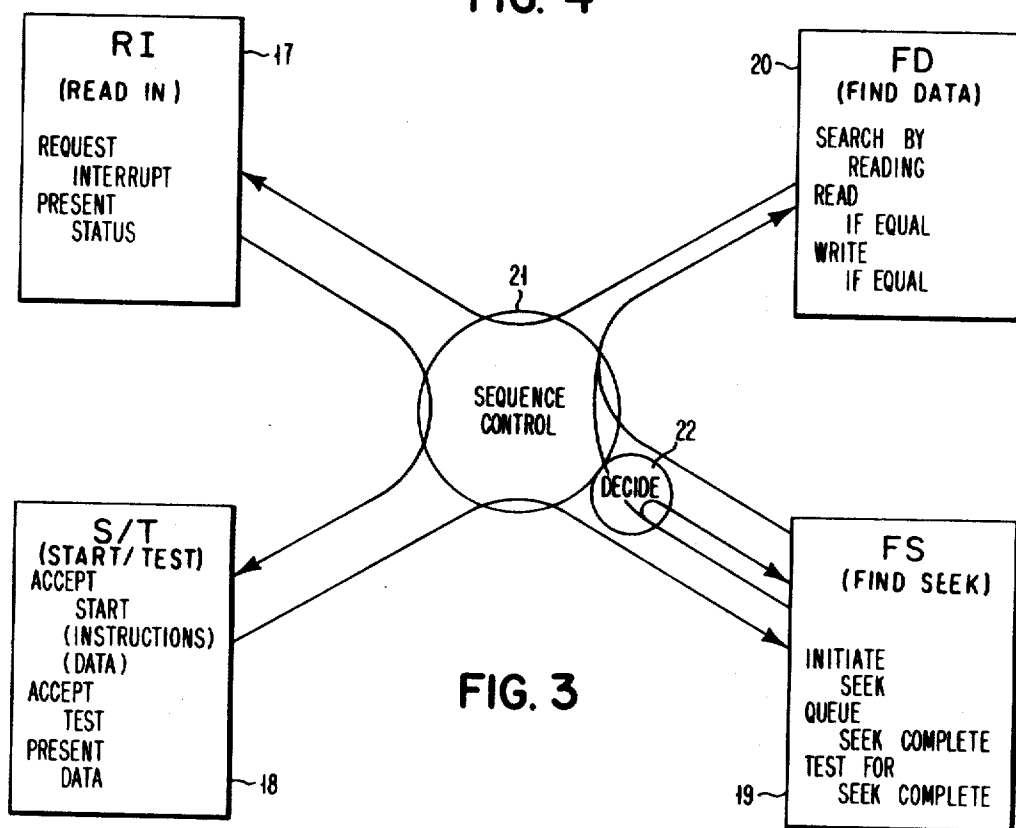 FIG. 4
RI
17
(READ IN)
REQUEST
INTERRUPT
PRESENT
STATUS
20
FD
(FIND DATA)
SEARCH BY
READING
READ
IF EQUAL
WRITE
IF EQUAL
21
SEQUENCE
CONTROL
22
DECIDE
S/T
(START/TEST)
ACCEPT
START
(INSTRUCTIONS)
(DATA)
ACCEPT
TEST
PRESENT
DATA
18
FIG. 3
FS
(FIND SEEK)
INITIATE
SEEK
QUEUE
SEEK COMPLETE
TEST FOR
SEEK COMPLETE
19